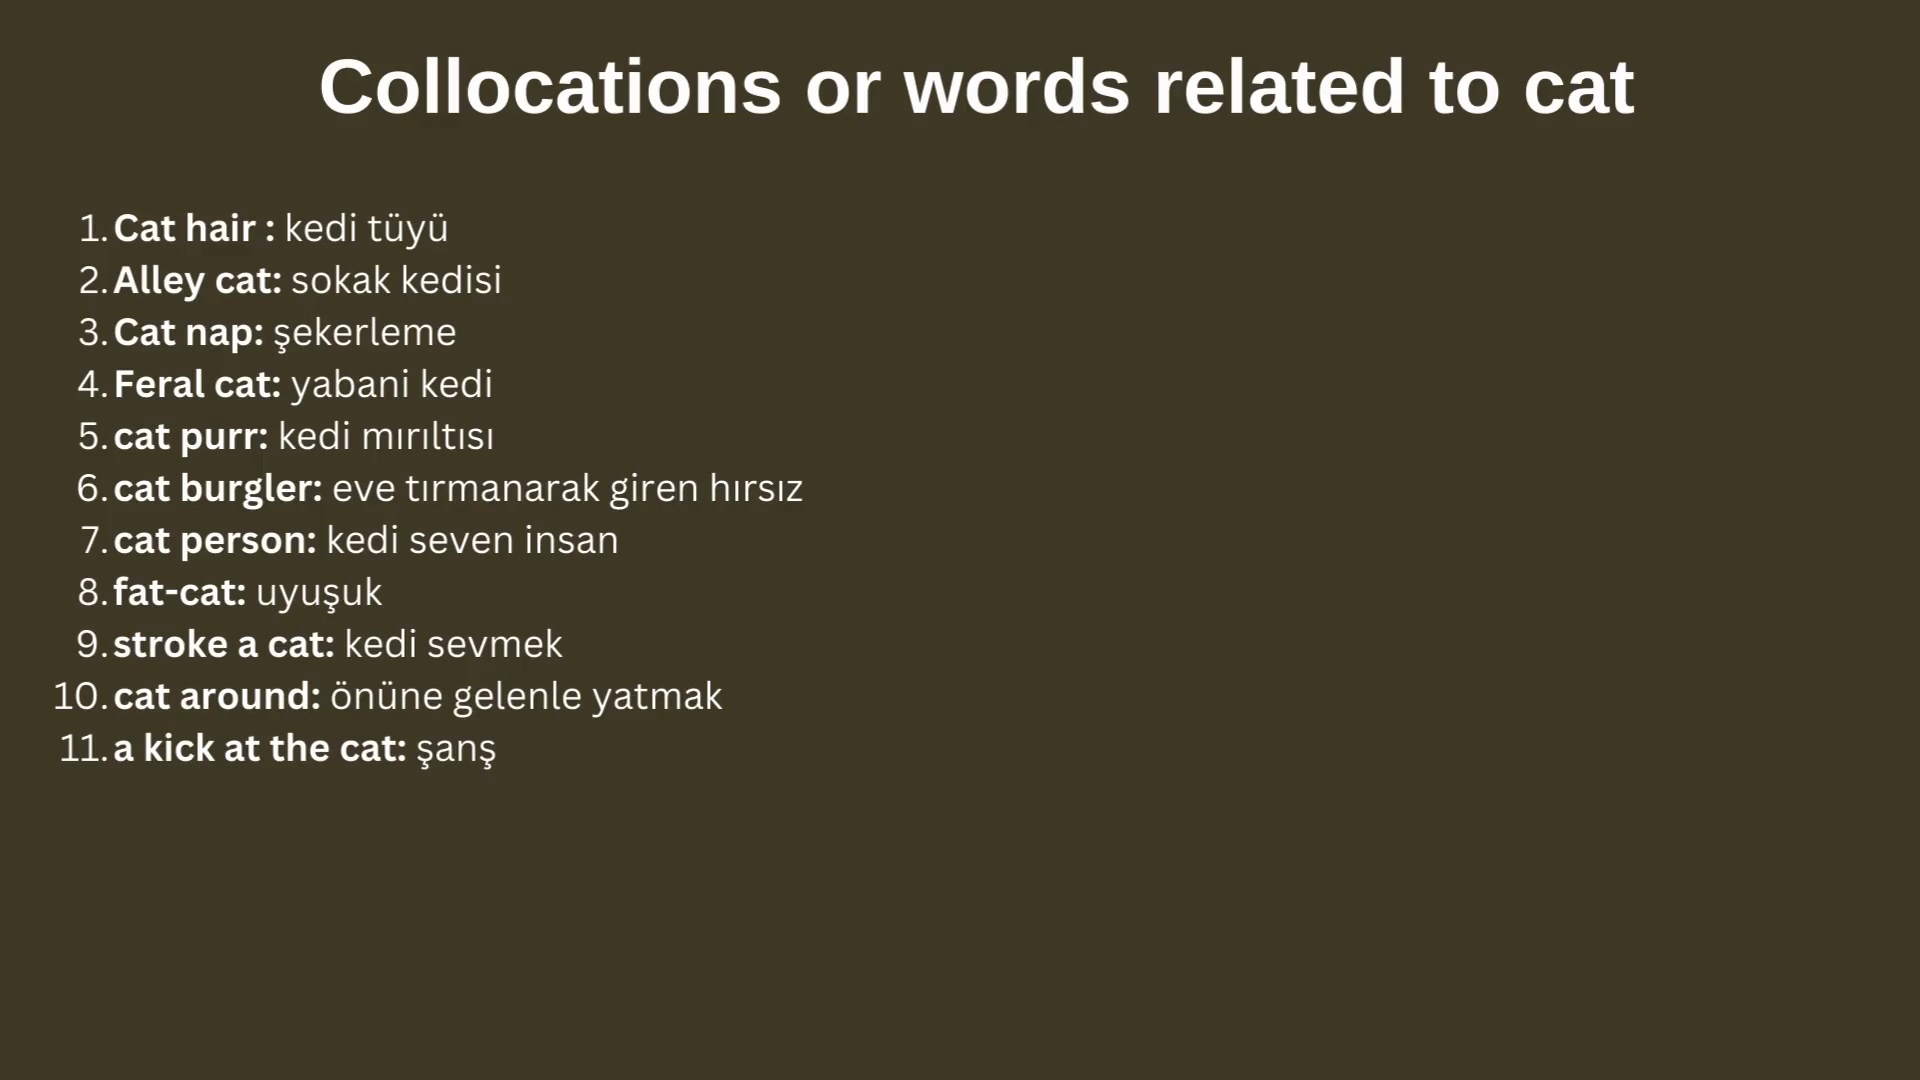 Collocations or words related to cat
1. Cat hair : kedi tüyü
2. Alley cat: sokak kedisi
3. Cat nap: şekerleme
4. Feral cat: yabani kedi
5. cat purr: kedi mırıltısı
6. cat burgler: eve tırmanarak giren hırsız
7. cat person: kedi seven insan
8. fat-cat: uyuşuk
9. stroke a cat: kedi sevmek
10. cat around: önüne gelenle yatmak
11. a kick at the cat: şanş